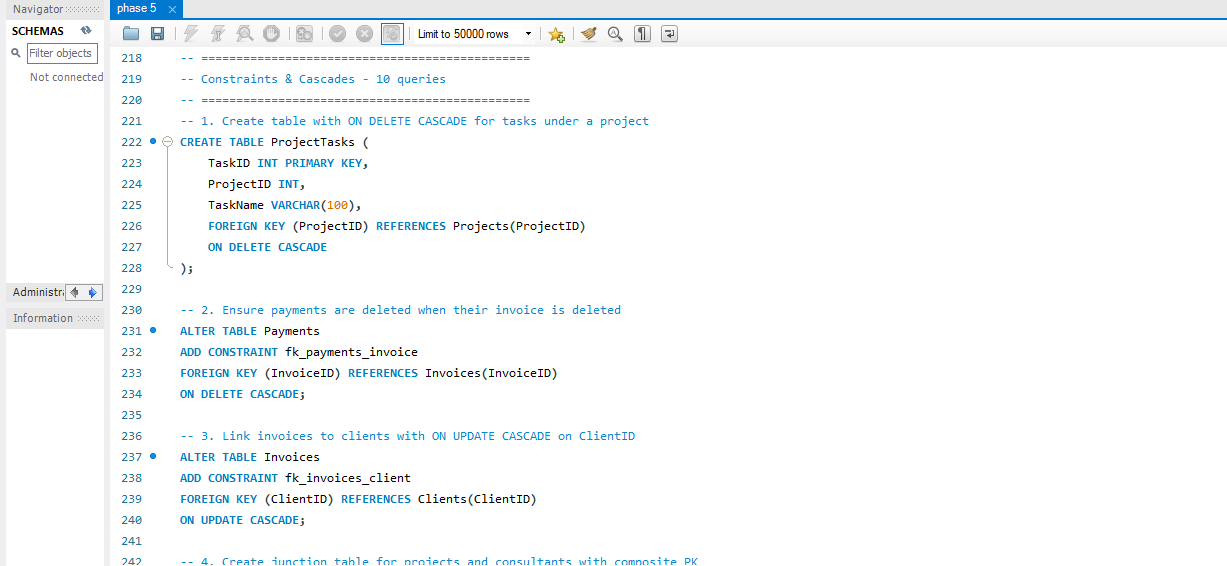 Navigator
SCHEMAS
Filter objects
Not connected
Administr
Information
phase 5
Limit to 50000 rows
218 -- ===============================================
219 -- Constraints & Cascades - 10 queries
220 -- ===============================================
221 -- 1. Create table with ON DELETE CASCADE for tasks under a project
222 CREATE TABLE ProjectTasks (
223 TaskID INT PRIMARY KEY,
224 ProjectID INT,
225 TaskName VARCHAR(100),
226 FOREIGN KEY (ProjectID) REFERENCES Projects(ProjectID)
227 ON DELETE CASCADE
228 );
229
230 -- 2. Ensure payments are deleted when their invoice is deleted
231 ALTER TABLE Payments
232 ADD CONSTRAINT fk_payments_invoice
233 FOREIGN KEY (InvoiceID) REFERENCES Invoices(InvoiceID)
234 ON DELETE CASCADE;
235
236 -- 3. Link invoices to clients with ON UPDATE CASCADE on ClientID
237 ALTER TABLE Invoices
238 ADD CONSTRAINT fk_invoices_client
239 FOREIGN KEY (ClientID) REFERENCES Clients(ClientID)
240 ON UPDATE CASCADE;
241
242 -- 4. Create junction table for projects and consultants with composite PK